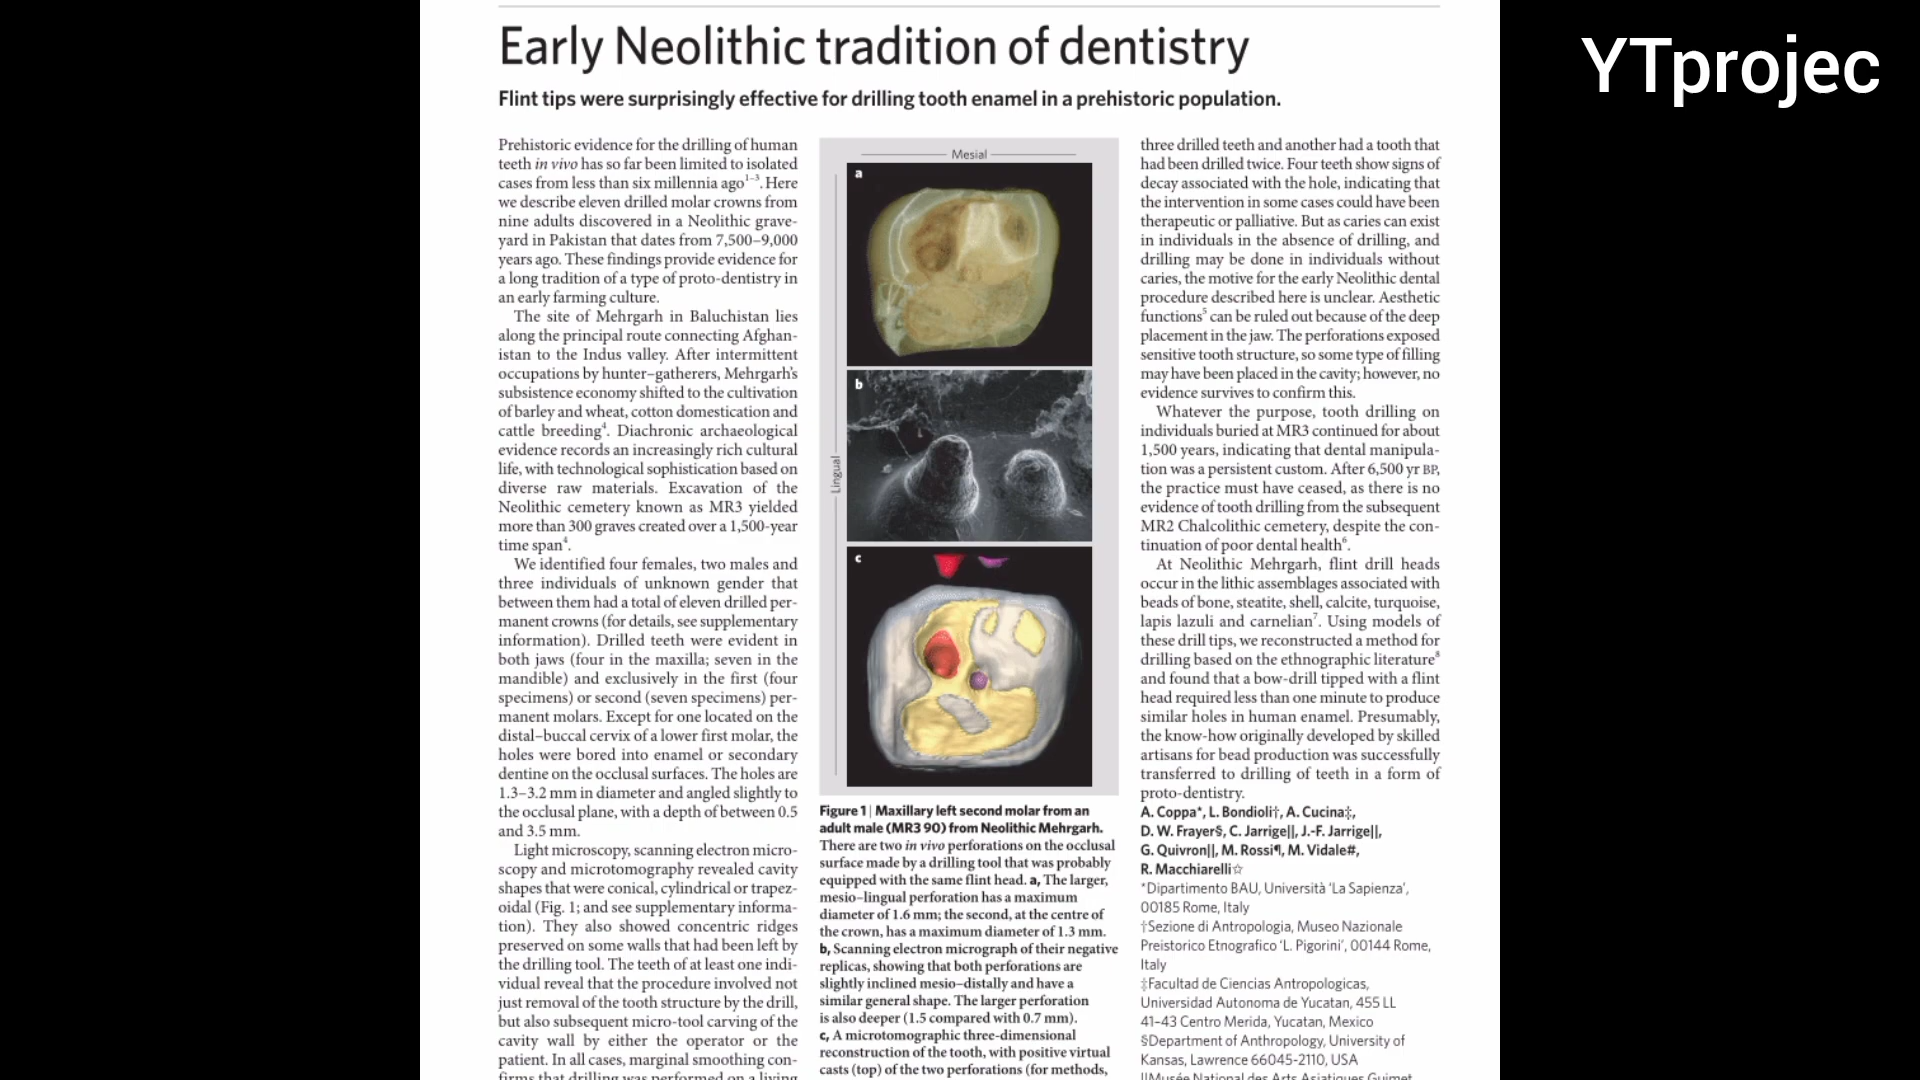 Early Neolithic tradition of dentistry
YTprojec
Flint tips were surprisingly effective for drilling tooth enamel in a prehistoric population.
Prehistoric evidence for the drilling of human
teeth in vivo has so far been limited to isolated
cases from less than six millennia ago1–3. Here
we describe eleven drilled molar crowns from
nine adults discovered in a Neolithic grave-
yard in Pakistan that dates from 7,500–9,000
years ago. These findings provide evidence for
a long tradition of a type of proto-dentistry in
an early farming culture.
The site of Mehrgarh in Baluchistan lies
along the principal route connecting Afghan-
istan to the Indus valley. After intermittent
occupations by hunter–gatherers, Mehrgarh's
subsistence economy shifted to the cultivation
of barley and wheat, cotton domestication and
cattle breeding4. Diachronic archaeological
evidence records an increasingly rich cultural
life, with technological sophistication based on
diverse raw materials. Excavation of the
Neolithic cemetery known as MR3 yielded
more than 300 graves created over a 1,500-year
time span4.
We identified four females, two males and
three individuals of unknown gender that
between them had a total of eleven drilled per-
manent crowns (for details, see supplementary
information). Drilled teeth were evident in
both jaws (four in the maxilla; seven in the
mandible) and exclusively in the first (four
specimens) or second (seven specimens) per-
manent molars. Except for one located on the
distal–buccal cervix of a lower first molar, the
holes were bored into enamel or secondary
dentine on the occlusal surfaces. The holes are
1.3–3.2 mm in diameter and angled slightly to
the occlusal plane, with a depth of between 0.5
and 3.5 mm.
Light microscopy, scanning electron micro-
scopy and microtomography revealed cavity
shapes that were conical, cylindrical or trapez-
oidal (Fig. 1; and see supplementary informa-
tion). They also showed concentric ridges
preserved on some walls that had been left by
the drilling tool. The teeth of at least one indi-
vidual reveal that the procedure involved not
just removal of the tooth structure by the drill,
but also subsequent micro-tool carving of the
cavity wall by either the operator or the
patient. In all cases, marginal smoothing con-
firms that drilling was performed on a living
Mesial
a
b
Lingual
c
Figure 1 | Maxillary left second molar from an
adult male (MR3 90) from Neolithic Mehrgarh.
There are two in vivo perforations on the occlusal
surface made by a drilling tool that was probably
equipped with the same flint head. a, The larger,
mesio–lingual perforation has a maximum
diameter of 1.6 mm; the second, at the centre of
the crown, has a maximum diameter of 1.3 mm.
b, Scanning electron micrograph of their negative
replicas, showing that both perforations are
slightly inclined mesio–distally and have a
similar general shape. The larger perforation
is also deeper (1.5 compared with 0.7 mm).
c, A microtomographic three-dimensional
reconstruction of the tooth, with positive virtual
casts (top) of the two perforations (for methods,
three drilled teeth and another had a tooth that
had been drilled twice. Four teeth show signs of
decay associated with the hole, indicating that
the intervention in some cases could have been
therapeutic or palliative. But as caries can exist
in individuals in the absence of drilling, and
drilling may be done in individuals without
caries, the motive for the early Neolithic dental
procedure described here is unclear. Aesthetic
functions5 can be ruled out because of the deep
placement in the jaw. The perforations exposed
sensitive tooth structure, so some type of filling
may have been placed in the cavity; however, no
evidence survives to confirm this.
Whatever the purpose, tooth drilling on
individuals buried at MR3 continued for about
1,500 years, indicating that dental manipula-
tion was a persistent custom. After 6,500 yr BP,
the practice must have ceased, as there is no
evidence of tooth drilling from the subsequent
MR2 Chalcolithic cemetery, despite the con-
tinuation of poor dental health6.
At Neolithic Mehrgarh, flint drill heads
occur in the lithic assemblages associated with
beads of bone, steatite, shell, calcite, turquoise,
lapis lazuli and carnelian7. Using models of
these drill tips, we reconstructed a method for
drilling based on the ethnographic literature8
and found that a bow-drill tipped with a flint
head required less than one minute to produce
similar holes in human enamel. Presumably,
the know-how originally developed by skilled
artisans for bead production was successfully
transferred to drilling of teeth in a form of
proto-dentistry.
A. Coppa*, L. Bondioli†, A. Cucina‡,
D. W. Frayer§, C. Jarrige||, J.-F. Jarrige||,
G. Quivron||, M. Rossi¶, M. Vidale#,
R. Macchiarelli☆
*Dipartimento BAU, Università 'La Sapienza',
00185 Rome, Italy
†Sezione di Antropologia, Museo Nazionale
Preistorico Etnografico 'L. Pigorini', 00144 Rome,
Italy
‡Facultad de Ciencias Antropologicas,
Universidad Autonoma de Yucatan, 455 LL
41–43 Centro Merida, Yucatan, Mexico
§Department of Anthropology, University of
Kansas, Lawrence 66045-2110, USA
||Musée National des Arts Asiatiques Guimet